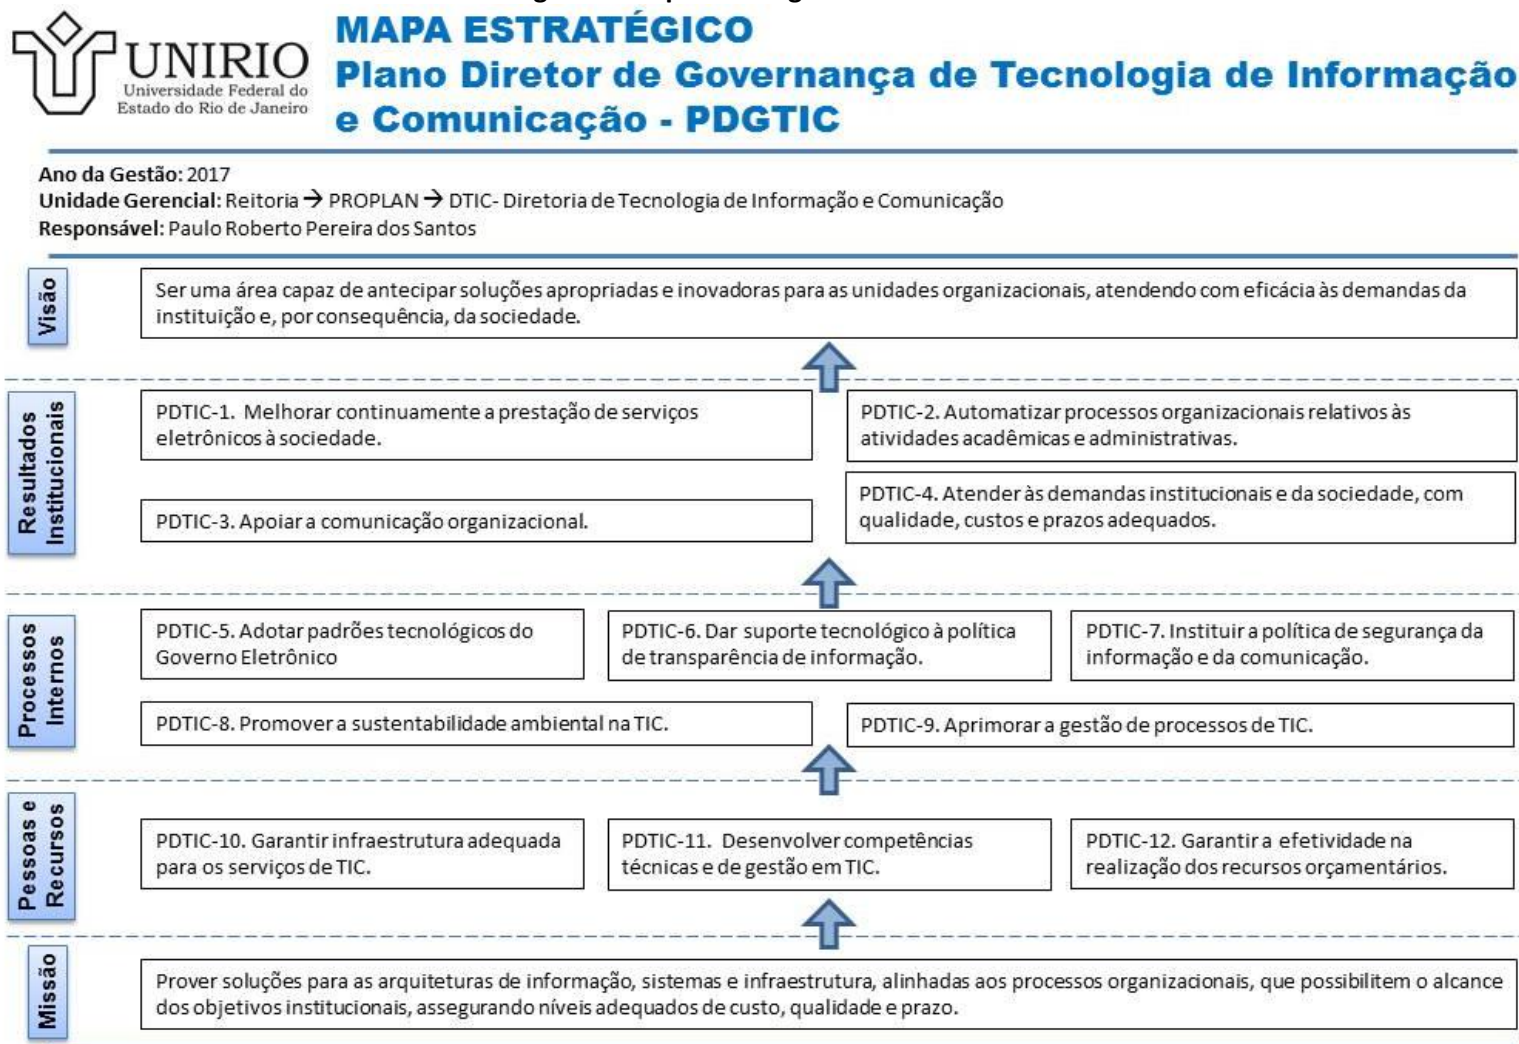 MAPA ESTRATÉGICO
Plano Diretor de Governança de Tecnologia de Informação
e Comunicação - PDGTIC
UNIRIO
Universidade Federal do
Estado do Rio de Janeiro
Ano da Gestão: 2017
Unidade Gerencial: Reitoria → PROPLAN → DTIC- Diretoria de Tecnologia de Informação e Comunicação
Responsável: Paulo Roberto Pereira dos Santos
Visão
Ser uma área capaz de antecipar soluções apropriadas e inovadoras para as unidades organizacionais, atendendo com eficácia às demandas da
instituição e, por consequência, da sociedade.
Resultados
Institucionais
PDTIC-1. Melhorar continuamente a prestação de serviços
eletrônicos à sociedade.
PDTIC-2. Automatizar processos organizacionais relativos às
atividades acadêmicas e administrativas.
PDTIC-3. Apoiar a comunicação organizacional.
PDTIC-4. Atender às demandas institucionais e da sociedade, com
qualidade, custos e prazos adequados.
Processos
Internos
PDTIC-5. Adotar padrões tecnológicos do
Governo Eletrônico
PDTIC-6. Dar suporte tecnológico à política
de transparência de informação.
PDTIC-7. Instituir a política de segurança da
informação e da comunicação.
PDTIC-8. Promover a sustentabilidade ambiental na TIC.
PDTIC-9. Aprimorar a gestão de processos de TIC.
Pessoas e
Recursos
PDTIC-10. Garantir infraestrutura adequada
para os serviços de TIC.
PDTIC-11. Desenvolver competências
técnicas e de gestão em TIC.
PDTIC-12. Garantir a efetividade na
realização dos recursos orçamentários.
Missão
Prover soluções para as arquiteturas de informação, sistemas e infraestrutura, alinhadas aos processos organizacionais, que possibilitem o alcance
dos objetivos institucionais, assegurando níveis adequados de custo, qualidade e prazo.